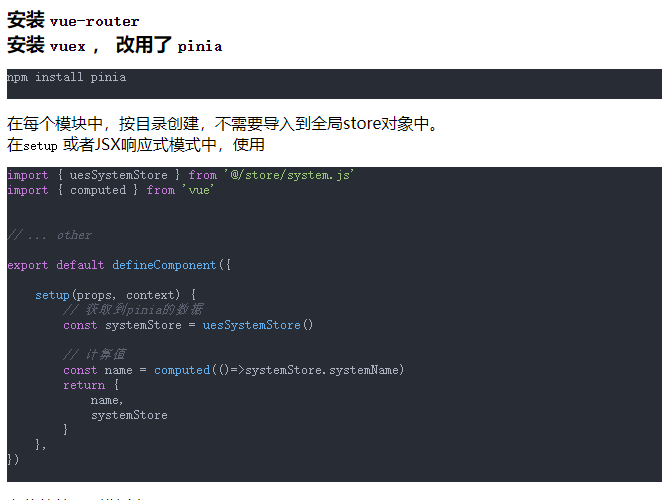 安装 vue-router
安装 vuex ， 改用了 pinia
npm install pinia
在每个模块中，按目录创建，不需要导入到全局store对象中。
在setup 或者JSX响应式模式中，使用
import { uesSystemStore } from '@/store/system.js'
import { computed } from 'vue'
// ... other
export default defineComponent({
setup(props, context) {
// 获取到pinia的数据
const systemStore = uesSystemStore()
// 计算值
const name = computed(()=>systemStore.systemName)
return {
name,
systemStore
}
},
})